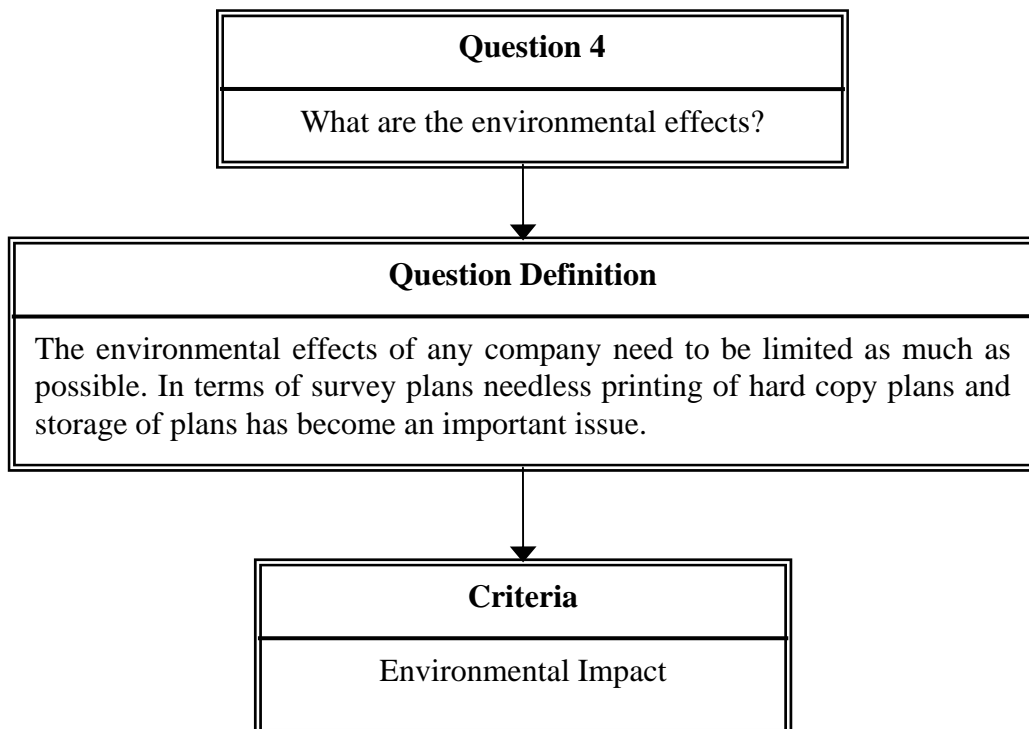 Question 4
What are the environmental effects?
Question Definition
The environmental effects of any company need to be limited as much as
possible. In terms of survey plans needless printing of hard copy plans and
storage of plans has become an important issue.
Criteria
Environmental Impact